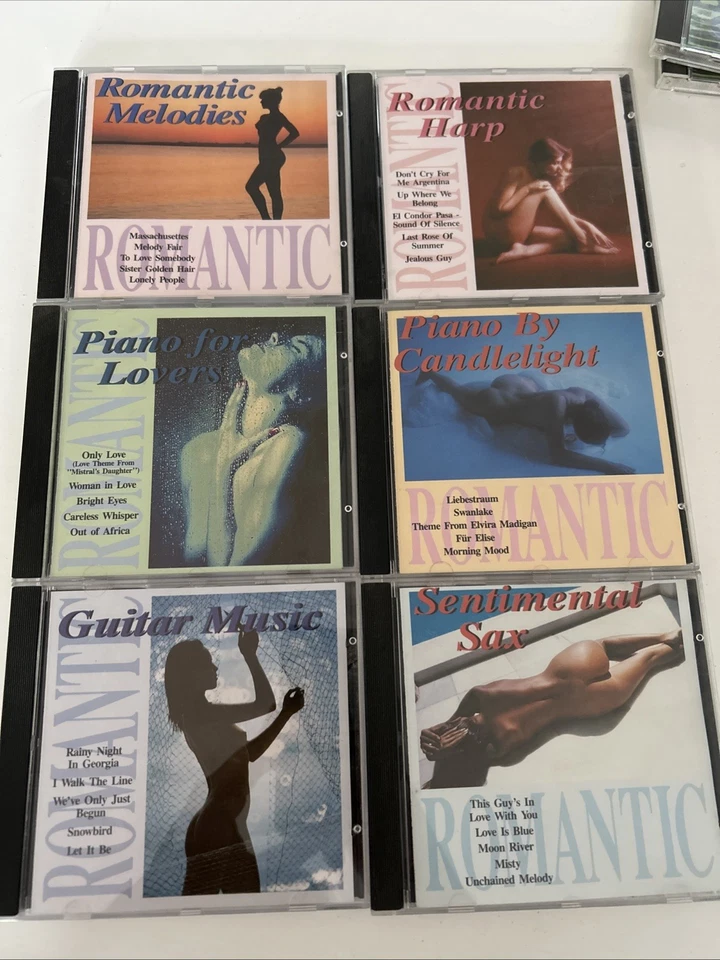 Romantic
Melodies
Massachusettes
Melody Fair
To Love Somebody
Sister Golden Hair
Lonely People
ROMANTIC
Romantic
Harp
Don't Cry For
Me Argentina
Up Where We
Belong
El Condor Pasa -
Sound Of Silence
Last Rose Of
Summer
Jealous Guy
ROMANTIC
Piano for
Lovers
Only Love
(Love Theme From
"Mistral's Daughter")
Woman in Love
Bright Eyes
Careless Whisper
Out of Africa
ROMANTIC
Piano By
Candlelight
Liebestraum
Swanlake
Theme From Elvira Madigan
Für Elise
Morning Mood
ROMANTIC
Guitar Music
Rainy Night
In Georgia
I Walk The Line
We've Only Just
Begun
Snowbird
Let It Be
ROMANTIC
Sentimental
Sax
This Guy's In
Love With You
Love Is Blue
Moon River
Misty
Unchained Melody
ROMANTIC